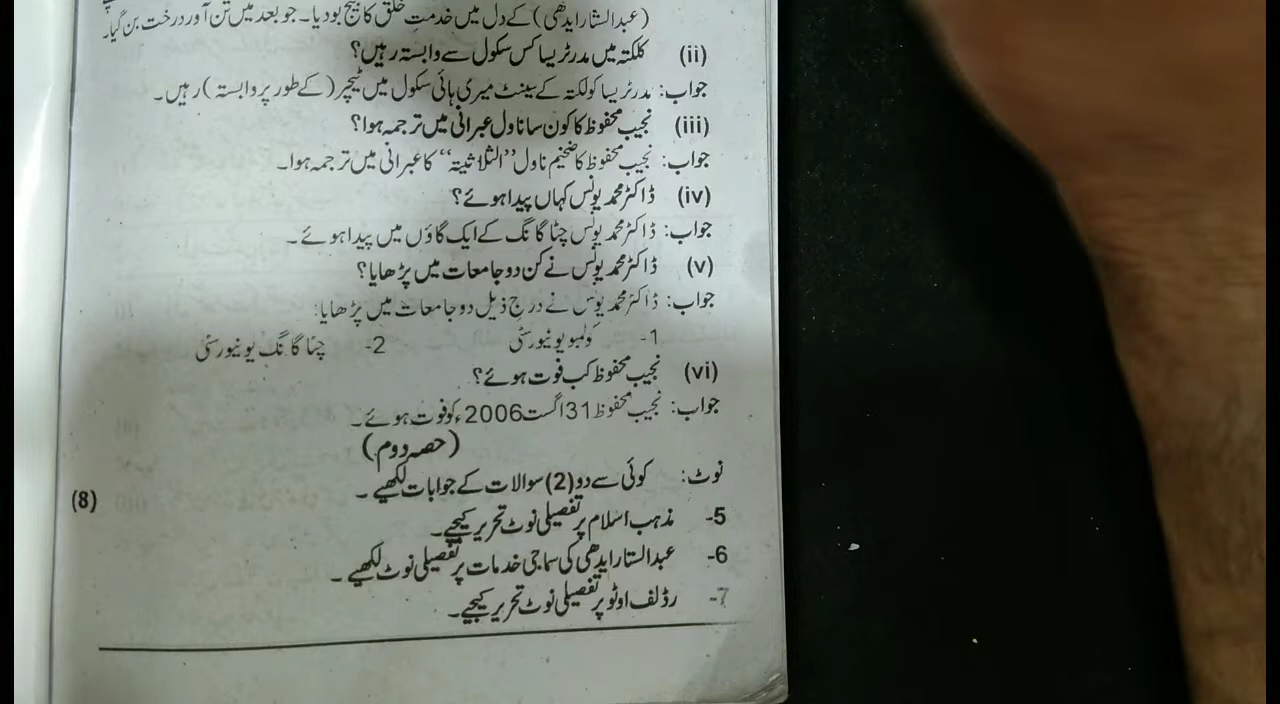 (عبدالستار ایدھی) کے دل میں خدمتِ خلق کا بیج بو دیا۔ جو بعد میں تن آور درخت بن گیا۔
(ii) کلکتہ میں مدر ٹریسا کس سکول سے وابستہ رہیں؟
جواب: مدر ٹریسا کولکتہ کے سینٹ میری ہائی سکول میں ٹیچر (کے طور پر وابستہ) رہیں۔
(iii) نجیب محفوظ کا کون سا ناول عبرانی میں ترجمہ ہوا؟
جواب: نجیب محفوظ کا ضخیم ناول ”الثلاثیتہ“ کا عبرانی میں ترجمہ ہوا۔
(iv) ڈاکٹر محمد یونس کہاں پیدا ہوئے؟
جواب: ڈاکٹر محمد یونس چٹا گانگ کے ایک گاؤں میں پیدا ہوئے۔
(v) ڈاکٹر محمد یونس نے کن دو جامعات میں پڑھایا؟
جواب: ڈاکٹر محمد یونس نے درج ذیل دو جامعات میں پڑھایا:
1- کولمبو یونیورسٹی 2- چٹا گانگ یونیورسٹی
(vi) نجیب محفوظ کب فوت ہوئے؟
جواب: نجیب محفوظ 31 اگست 2006ء کو فوت ہوئے۔
(حصہ دوم)
نوٹ: کوئی سے دو (2) سوالات کے جوابات لکھیے۔ (8)
5- مذہب اسلام پر تفصیلی نوٹ تحریر کیجیے۔
6- عبدالستار ایدھی کی سماجی خدمات پر تفصیلی نوٹ لکھیے۔
7- رڈلف اوٹو پر تفصیلی نوٹ تحریر کیجیے۔